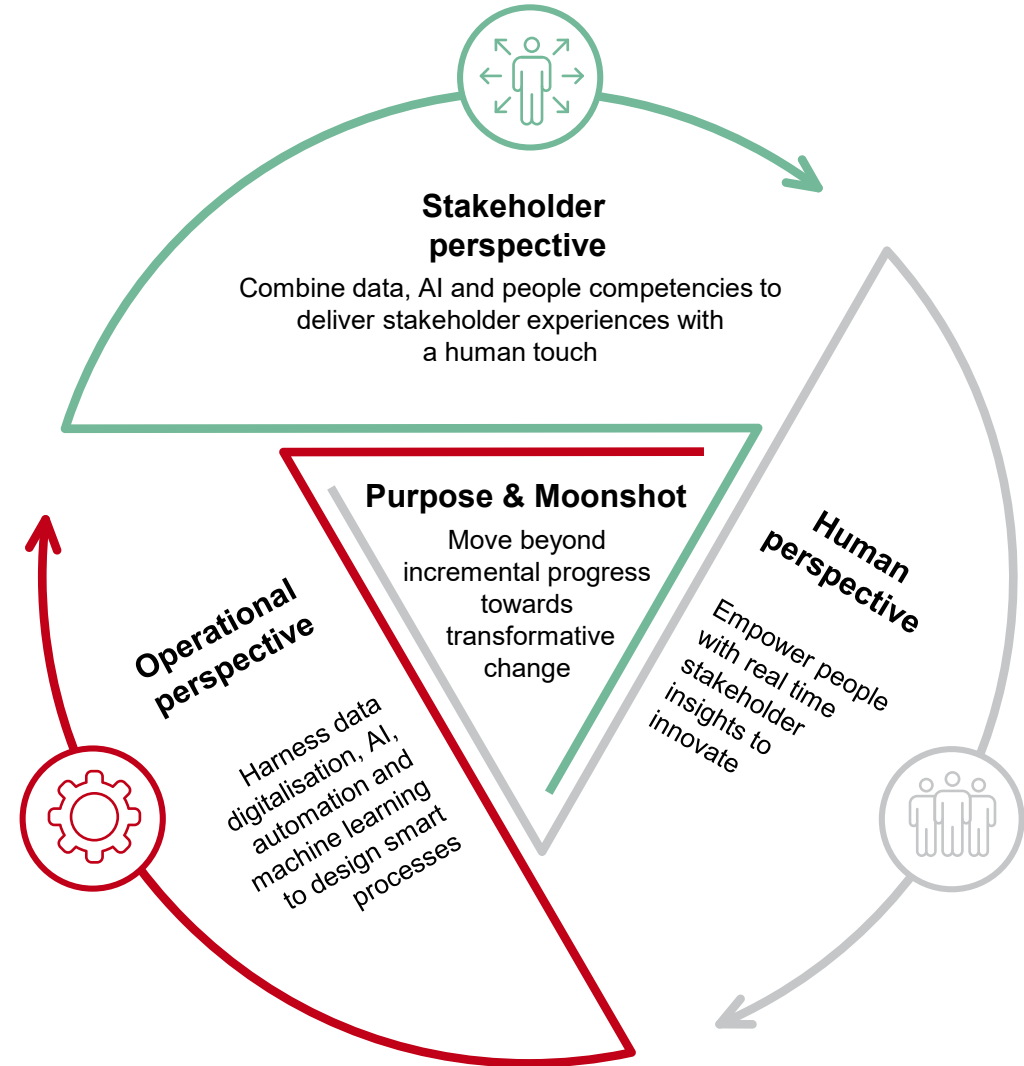 Stakeholder
perspective
Combine data, AI and people competencies to
deliver stakeholder experiences with
a human touch
Purpose & Moonshot
Move beyond
incremental progress
towards
transformative
change
Human
perspective
Empower people
with real time
stakeholder
insights to
innovate
Operational
perspective
Harness data
digitalisation, AI,
automation and
machine learning
to design smart
processes